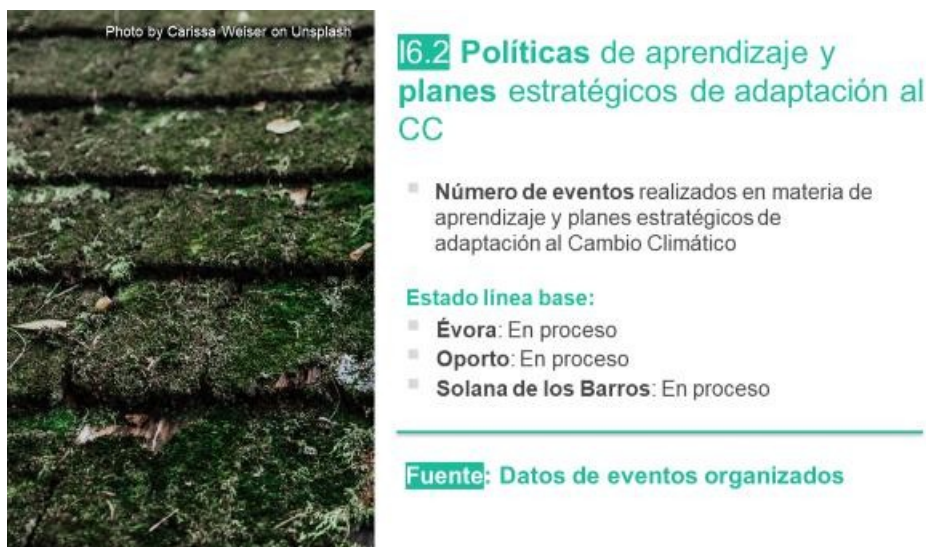 Photo by Carissa Weiser on Unsplash
I6.2 Políticas de aprendizaje y
planes estratégicos de adaptación al
CC
Número de eventos realizados en materia de
aprendizaje y planes estratégicos de
adaptación al Cambio Climático
Estado línea base:
Évora: En proceso
Oporto: En proceso
Solana de los Barros: En proceso
Fuente: Datos de eventos organizados